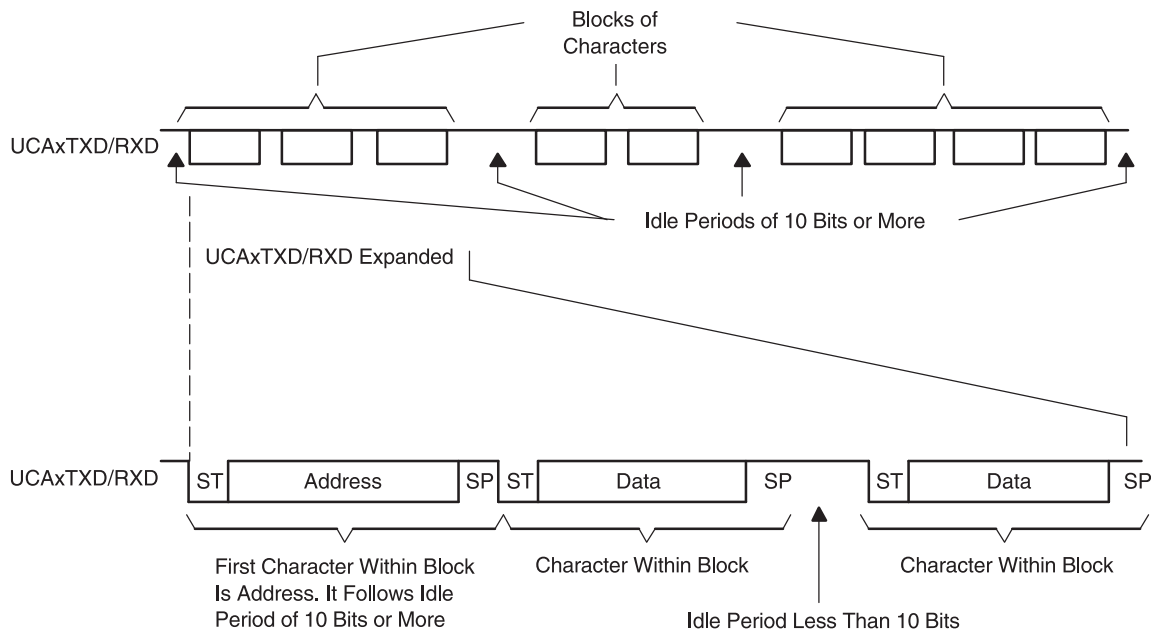 Blocks of
Characters
UCAxTXD/RXD
Idle Periods of 10 Bits or More
UCAxTXD/RXD Expanded
UCAxTXD/RXD
ST
Address
SP
ST
Data
SP
ST
Data
SP
First Character Within Block
Is Address. It Follows Idle
Period of 10 Bits or More
Character Within Block
Character Within Block
Idle Period Less Than 10 Bits